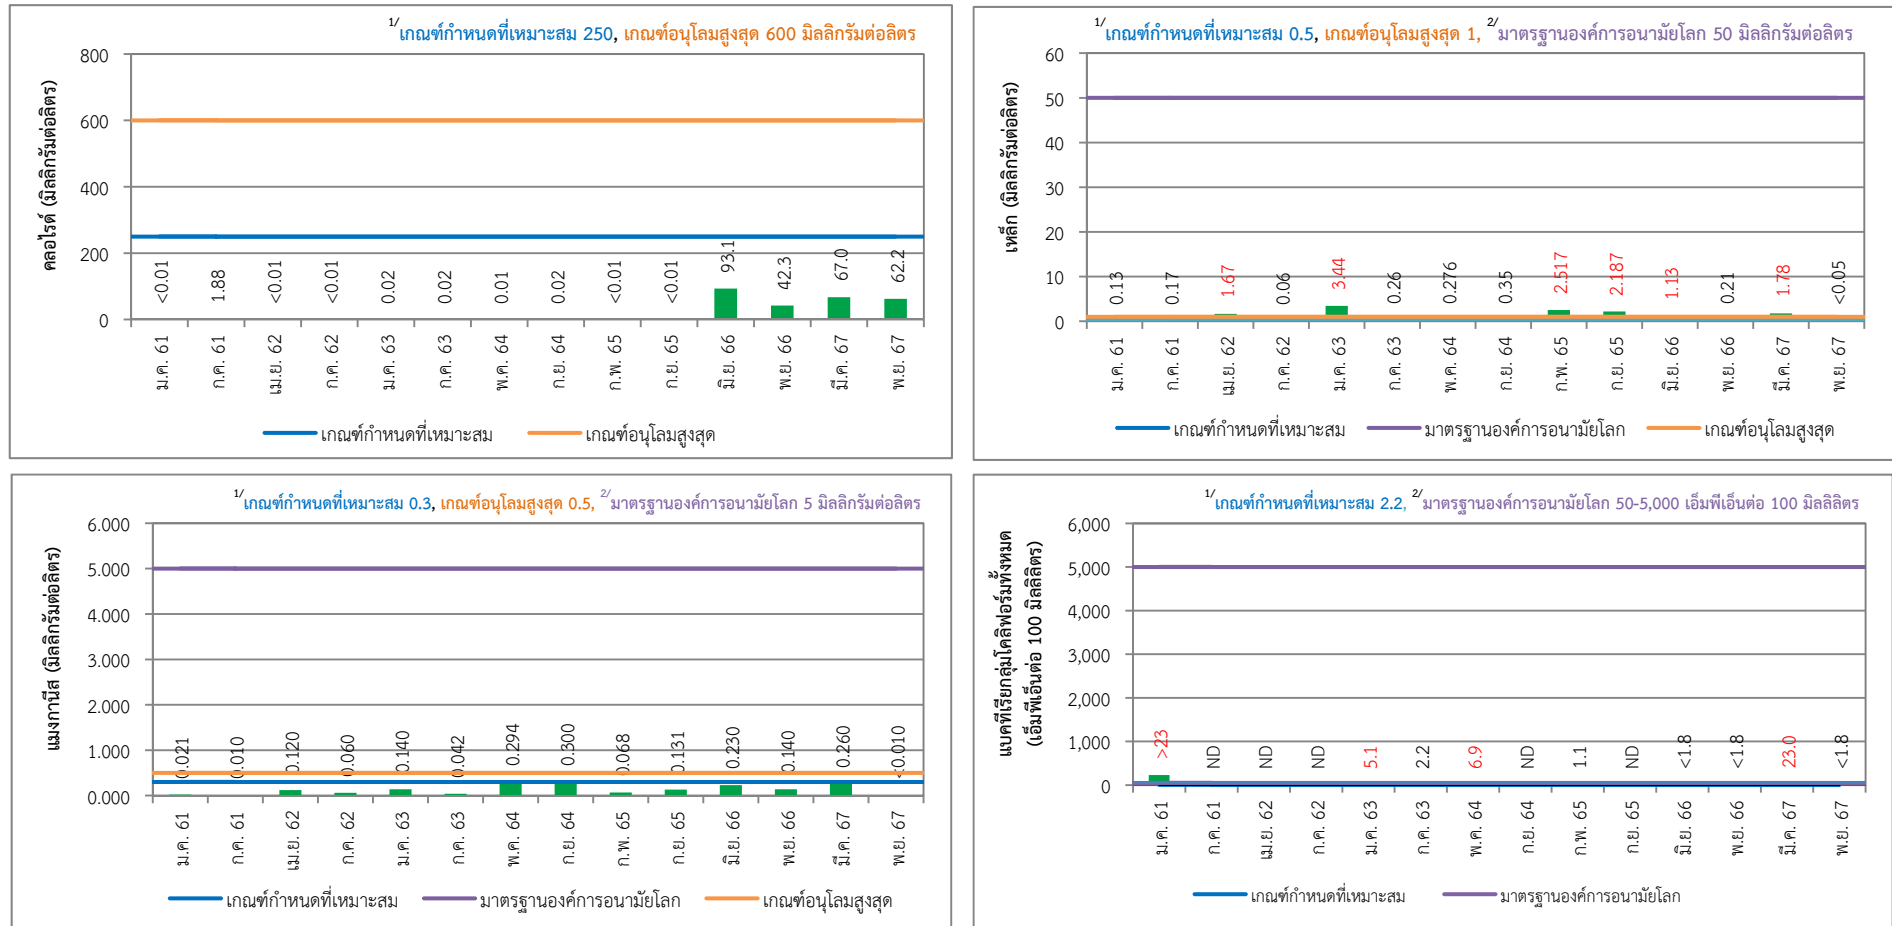 1/เกณฑ์กำหนดที่เหมาะสม 250, เกณฑ์อนุโลมสูงสุด 600 มิลลิกรัมต่อลิตร
คลอไรด์ (มิลลิกรัมต่อลิตร)
800
600
400
200
0
<0.01 1.88 <0.01 <0.01 0.02 0.02 0.01 0.02 <0.01 <0.01 93.1 42.3 67.0 62.2
ม.ค. 61 ก.ค. 61 เม.ย. 62 ก.ค. 62 ม.ค. 63 ก.ค. 63 พ.ค. 64 ก.ย. 64 ก.พ. 65 ก.ย. 65 มิ.ย. 66 พ.ย. 66 มี.ค. 67 พ.ย. 67
เกณฑ์กำหนดที่เหมาะสม เกณฑ์อนุโลมสูงสุด
1/เกณฑ์กำหนดที่เหมาะสม 0.5, เกณฑ์อนุโลมสูงสุด 1, 2/มาตรฐานองค์การอนามัยโลก 50 มิลลิกรัมต่อลิตร
เหล็ก (มิลลิกรัมต่อลิตร)
60
50
40
30
20
10
0
0.13 0.17 1.67 0.06 3.44 0.26 0.276 0.35 2.517 2.187 1.13 0.21 1.78 <0.05
ม.ค. 61 ก.ค. 61 เม.ย. 62 ก.ค. 62 ม.ค. 63 ก.ค. 63 พ.ค. 64 ก.ย. 64 ก.พ. 65 ก.ย. 65 มิ.ย. 66 พ.ย. 66 มี.ค. 67 พ.ย. 67
เกณฑ์กำหนดที่เหมาะสม มาตรฐานองค์การอนามัยโลก เกณฑ์อนุโลมสูงสุด
1/เกณฑ์กำหนดที่เหมาะสม 0.3, เกณฑ์อนุโลมสูงสุด 0.5, 2/มาตรฐานองค์การอนามัยโลก 5 มิลลิกรัมต่อลิตร
แมงกานีส (มิลลิกรัมต่อลิตร)
6.000
5.000
4.000
3.000
2.000
1.000
0.000
0.021 0.010 0.120 0.060 0.140 0.042 0.294 0.300 0.068 0.131 0.230 0.140 0.260 <0.010
ม.ค. 61 ก.ค. 61 เม.ย. 62 ก.ค. 62 ม.ค. 63 ก.ค. 63 พ.ค. 64 ก.ย. 64 ก.พ. 65 ก.ย. 65 มิ.ย. 66 พ.ย. 66 มี.ค. 67 พ.ย. 67
เกณฑ์กำหนดที่เหมาะสม มาตรฐานองค์การอนามัยโลก เกณฑ์อนุโลมสูงสุด
1/เกณฑ์กำหนดที่เหมาะสม 2.2, 2/มาตรฐานองค์การอนามัยโลก 50-5,000 เอ็มพีเอ็นต่อ 100 มิลลิลิตร
แบคทีเรียกลุ่มโคลิฟอร์มทั้งหมด
(เอ็มพีเอ็นต่อ 100 มิลลิลิตร)
6,000
5,000
4,000
3,000
2,000
1,000
0
>23 ND ND ND 5.1 2.2 6.9 ND 1.1 ND <1.8 <1.8 23.0 <1.8
ม.ค. 61 ก.ค. 61 เม.ย. 62 ก.ค. 62 ม.ค. 63 ก.ค. 63 พ.ค. 64 ก.ย. 64 ก.พ. 65 ก.ย. 65 มิ.ย. 66 พ.ย. 66 มี.ค. 67 พ.ย. 67
เกณฑ์กำหนดที่เหมาะสม มาตรฐานองค์การอนามัยโลก